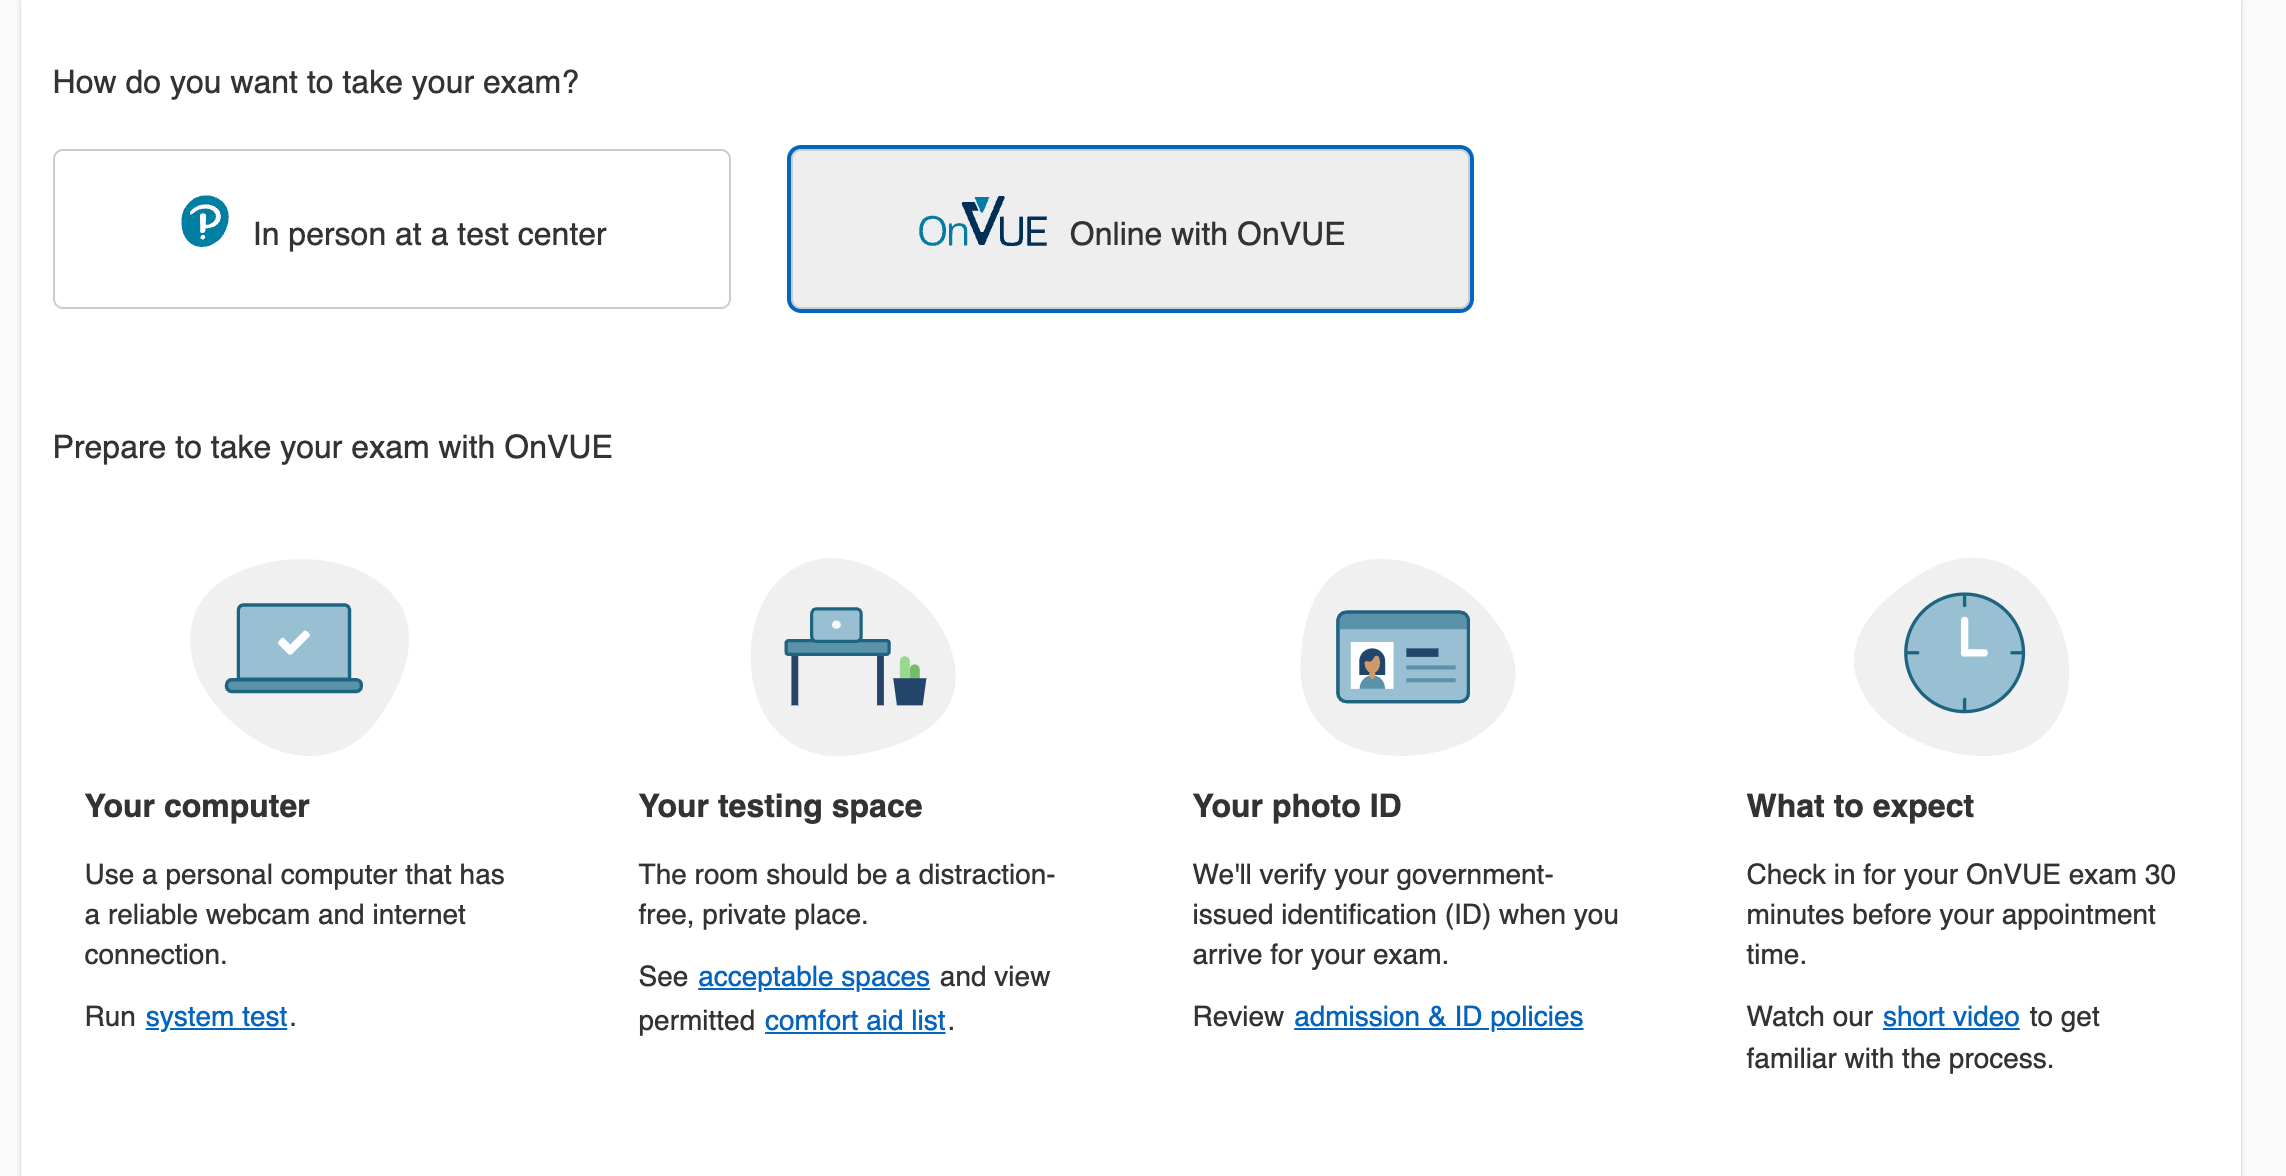 How do you want to take your exam?
In person at a test center
OnVUE Online with OnVUE
Prepare to take your exam with OnVUE
Your computer
Use a personal computer that has
a reliable webcam and internet
connection.
Run system test.
Your testing space
The room should be a distraction-
free, private place.
See acceptable spaces and view
permitted comfort aid list.
Your photo ID
We'll verify your government-
issued identification (ID) when you
arrive for your exam.
Review admission & ID policies
What to expect
Check in for your OnVUE exam 30
minutes before your appointment
time.
Watch our short video to get
familiar with the process.